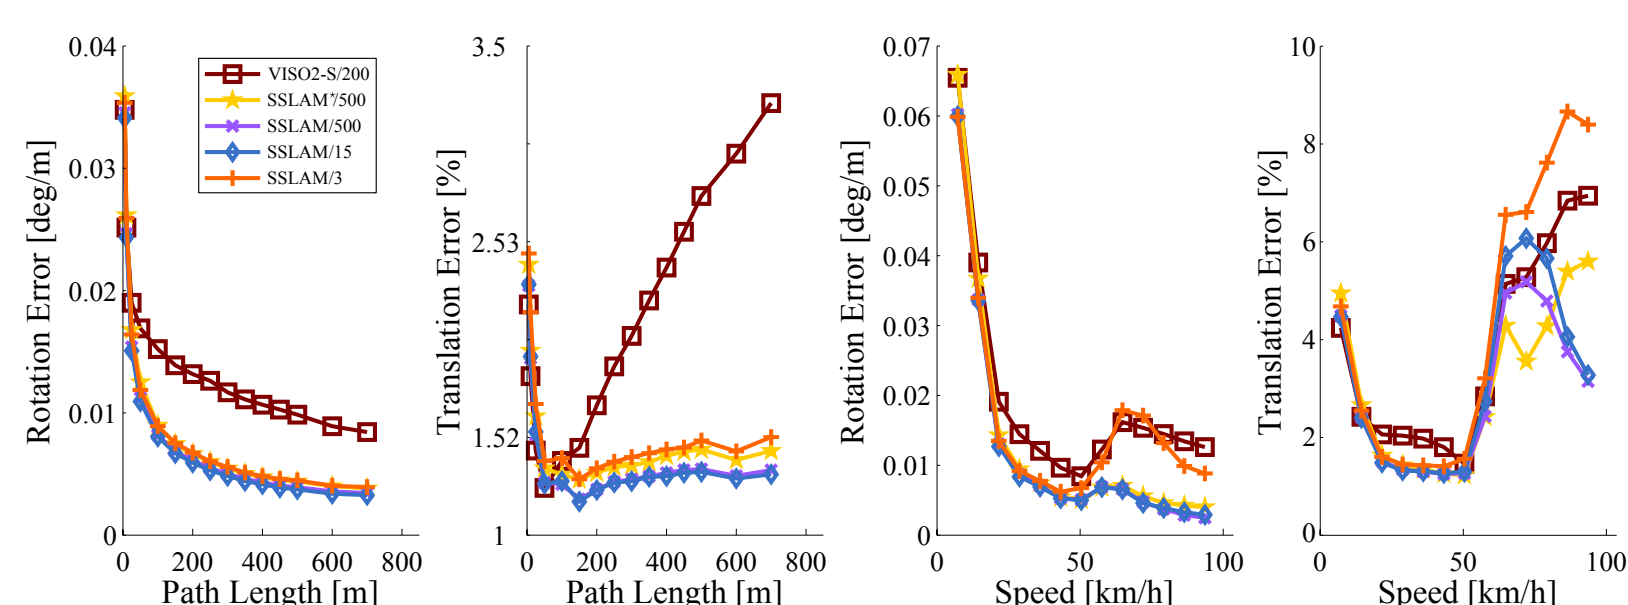 0.04
0.03
0.02
0.01
0
0 200 400 600 800
Rotation Error [deg/m]
Path Length [m]
VISO2-S/200
SSLAM*/500
SSLAM/500
SSLAM/15
SSLAM/3
3.5
2.53
1.52
1
0 200 400 600 800
Translation Error [%]
Path Length [m]
0.07
0.06
0.05
0.04
0.03
0.02
0.01
0
0 50 100
Rotation Error [deg/m]
Speed [km/h]
10
8
6
4
2
0
0 50 100
Translation Error [%]
Speed [km/h]